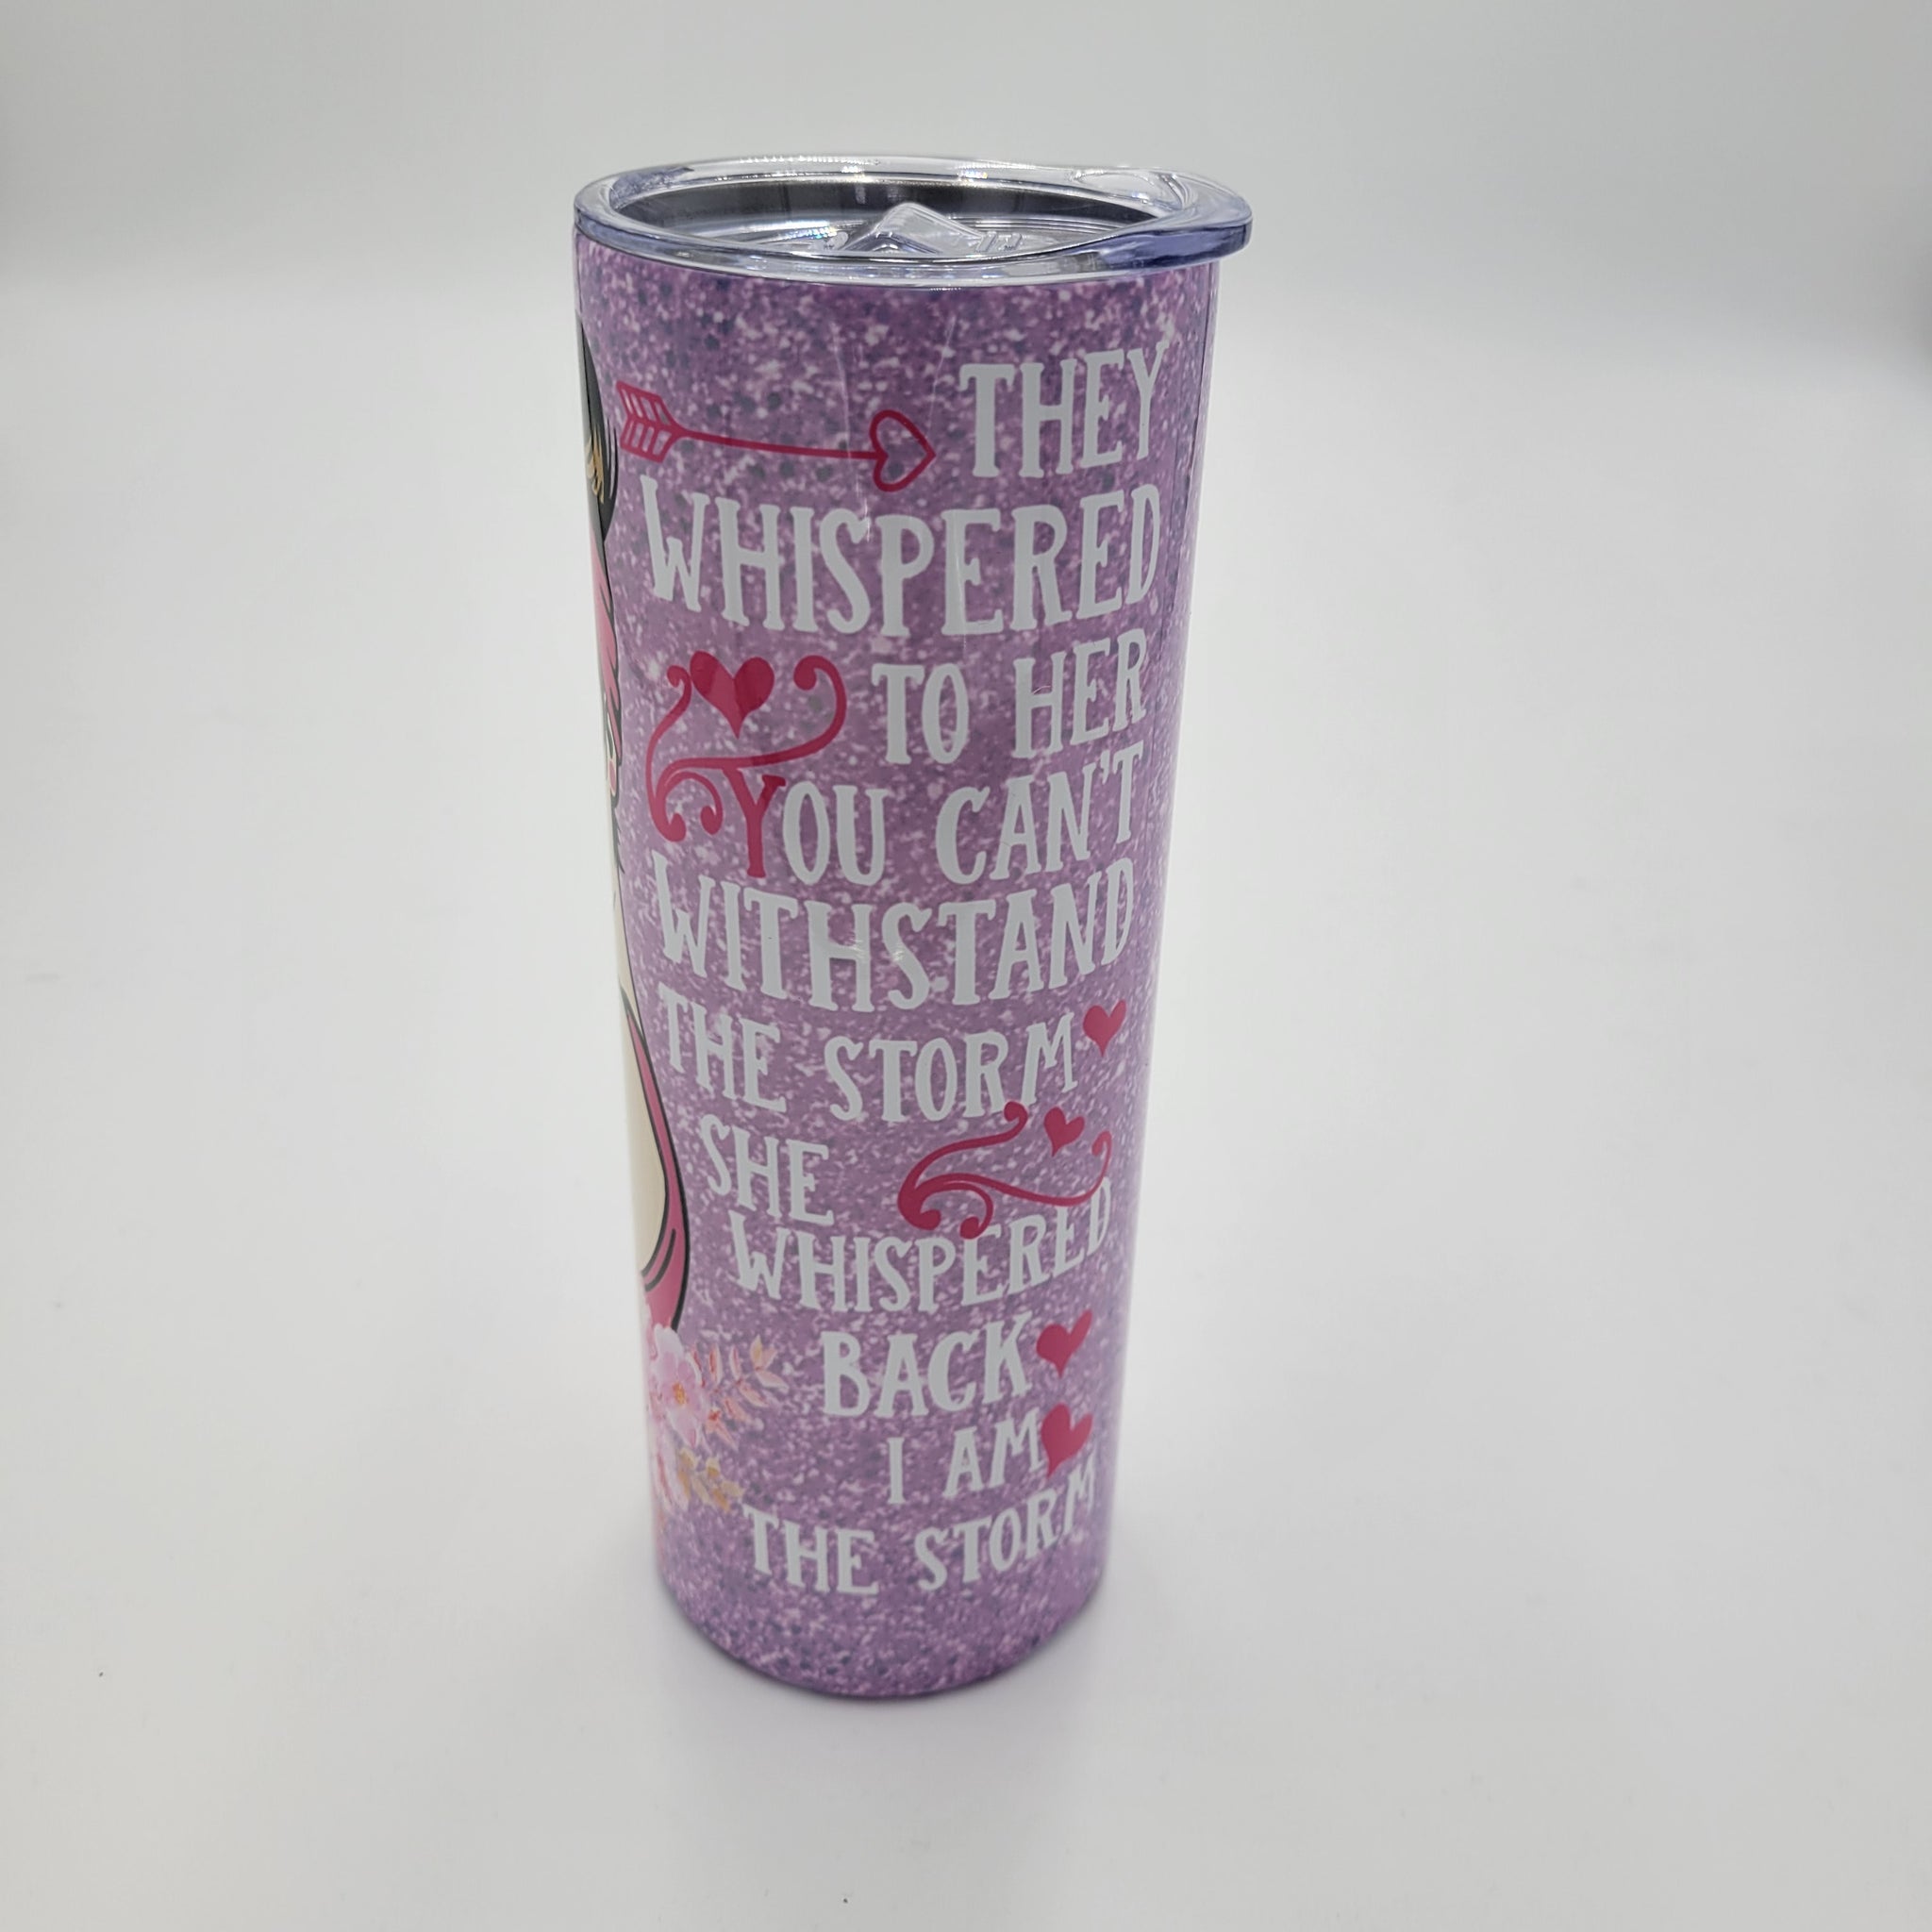 THEY
WHISPERED
TO HER
YOU CAN'T
WITHSTAND
THE STORM
SHE
WHISPERED
BACK
I AM
THE STORM